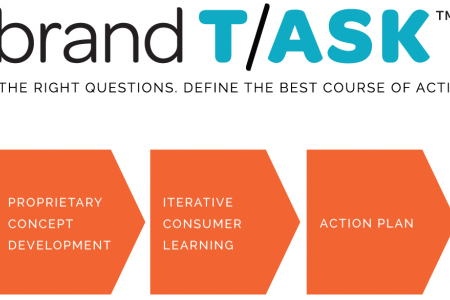 brand T/ASK™
THE RIGHT QUESTIONS. DEFINE THE BEST COURSE OF ACTI
PROPRIETARY
CONCEPT
DEVELOPMENT
ITERATIVE
CONSUMER
LEARNING
ACTION PLAN